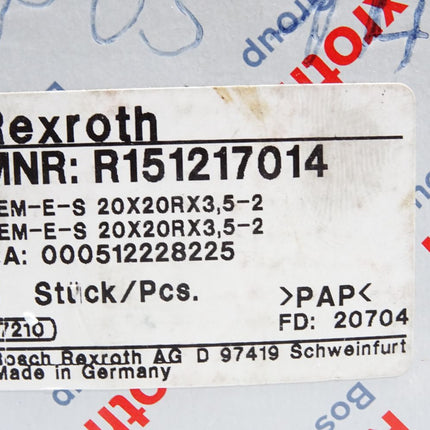 Rexroth
MNR: R151217014
EM-E-S 20X20RX3,5-2
EM-E-S 20X20RX3,5-2
A: 000512228225
Stück/Pcs. >PAP<
7210 FD: 20704
Bosch Rexroth AG D 97419 Schweinfurt
Made in Germany